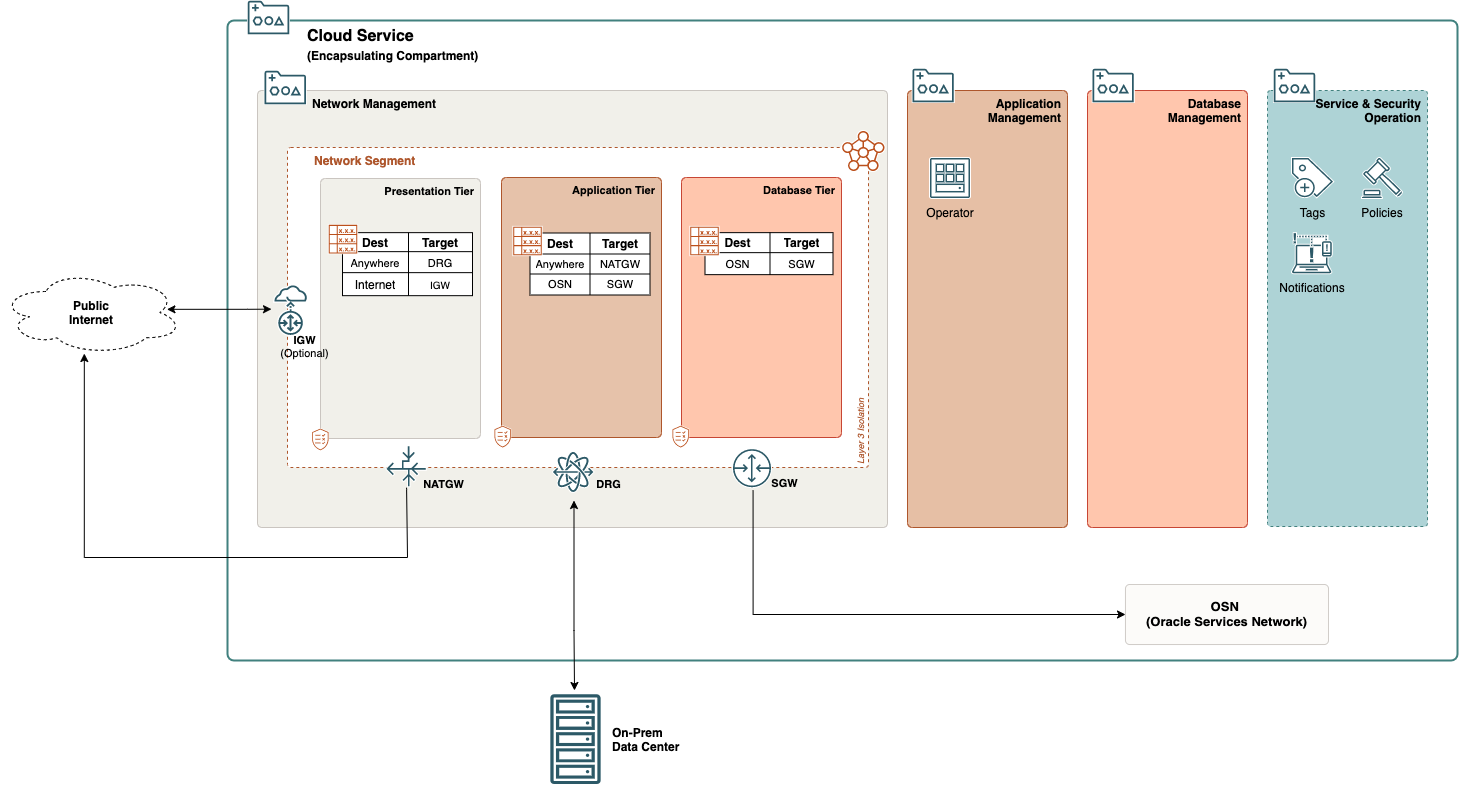 Cloud Service
(Encapsulating Compartment)
Network Management
Application
Management
Database
Management
Service & Security
Operation
Network Segment
Presentation Tier
Application Tier
Database Tier
x.x.x.
x.x.x.
x.x.x.
Dest Target
Anywhere DRG
Internet IGW
x.x.x.
x.x.x.
x.x.x.
Dest Target
Anywhere NATGW
OSN SGW
x.x.x.
x.x.x.
x.x.x.
Dest Target
OSN SGW
Operator
Tags
Policies
Notifications
Public
Internet
IGW
(Optional)
Layer 3 Isolation
NATGW
DRG
SGW
OSN
(Oracle Services Network)
On-Prem
Data Center